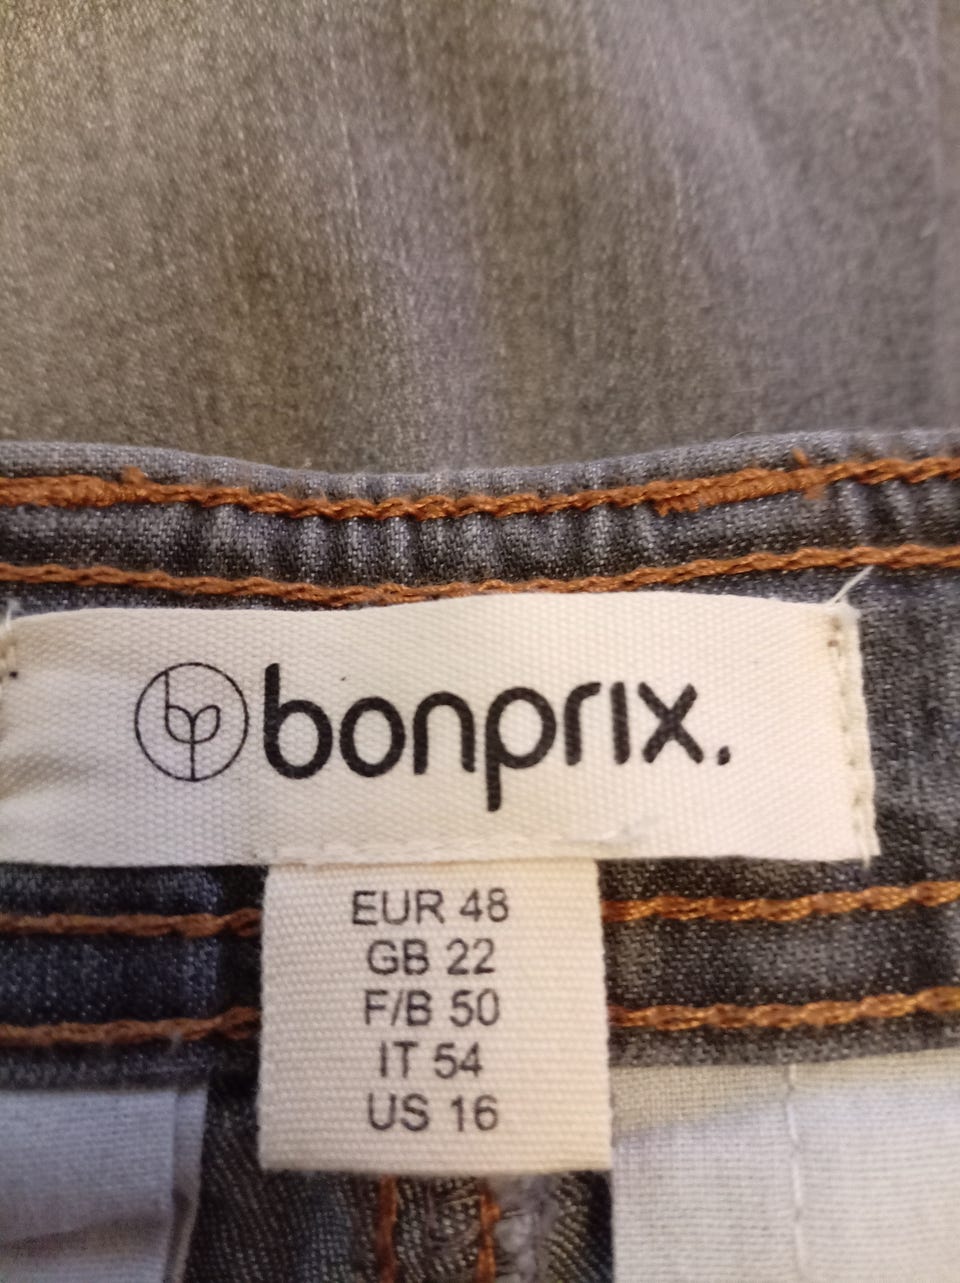 bonprix.
EUR 48
GB 22
F/B 50
IT 54
US 16